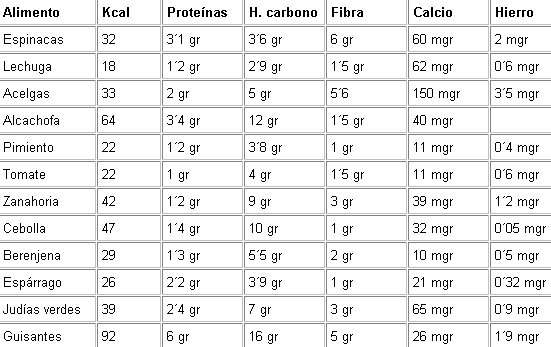 Alimento Kcal Proteínas H. carbono Fibra Calcio Hierro
Espinacas 32 3´1 gr 3´6 gr 6 gr 60 mgr 2 mgr
Lechuga 18 1´2 gr 2´9 gr 1´5 gr 62 mgr 0´6 mgr
Acelgas 33 2 gr 5 gr 5´6 150 mgr 3´5 mgr
Alcachofa 64 3´4 gr 12 gr 1´5 gr 40 mgr
Pimiento 22 1´2 gr 3'8 gr 1 gr 11 mgr 0´4 mgr
Tomate 22 1 gr 4 gr 1´5 gr 11 mgr 0´6 mgr
Zanahoria 42 1´2 gr 9 gr 3 gr 39 mgr 1´2 mgr
Cebolla 47 1´4 gr 10 gr 1 gr 32 mgr 0´05 mgr
Berenjena 29 1´3 gr 5´5 gr 2 gr 10 mgr 0´5 mgr
Espárrago 26 2´2 gr 3´9 gr 1 gr 21 mgr 0´32 mgr
Judías verdes 39 2´4 gr 7 gr 3 gr 65 mgr 0´9 mgr
Guisantes 92 6 gr 16 gr 5 gr 26 mgr 1´9 mgr